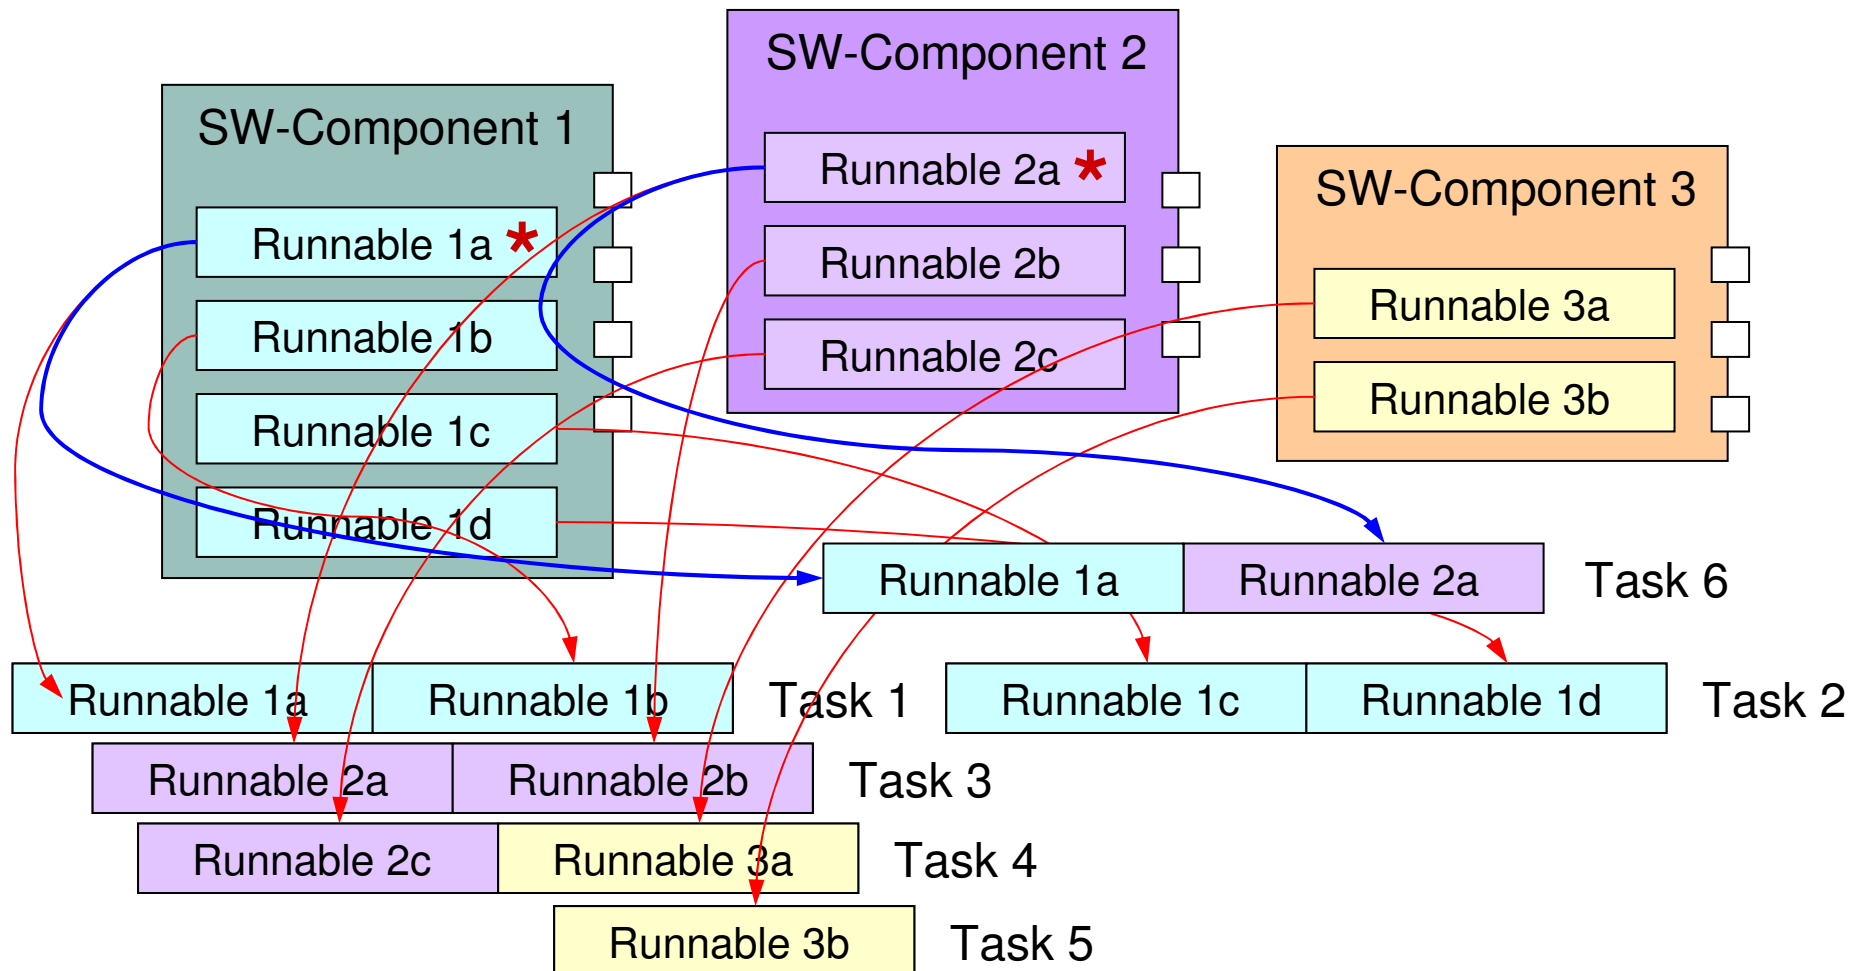 SW-Component 1
Runnable 1a *
Runnable 1b
Runnable 1c
Runnable 1d
SW-Component 2
Runnable 2a *
Runnable 2b
Runnable 2c
SW-Component 3
Runnable 3a
Runnable 3b
Runnable 1a Runnable 2a Task 6
Runnable 1a Runnable 1b Task 1
Runnable 1c Runnable 1d Task 2
Runnable 2a Runnable 2b Task 3
Runnable 2c Runnable 3a Task 4
Runnable 3b Task 5